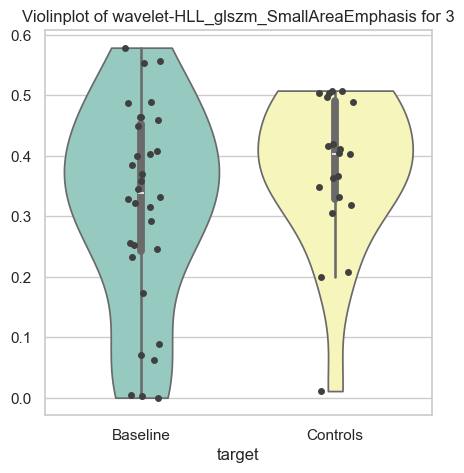 Violinplot of wavelet-HLL_glszm_SmallAreaEmphasis for 3
0.6
0.5
0.4
0.3
0.2
0.1
0.0
Baseline
Controls
target